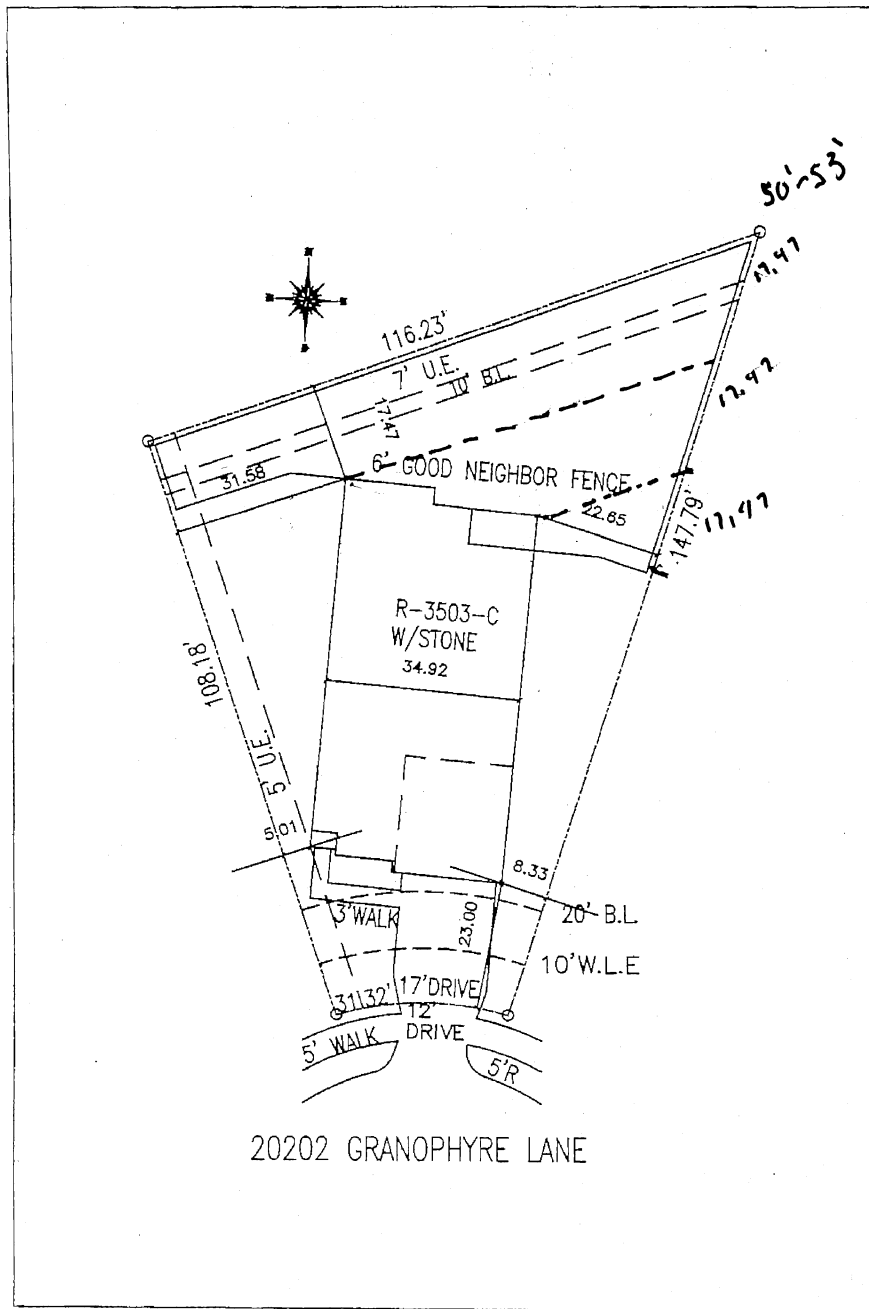 50'-53'
17.47
116.23'
7' U.E.
10' B.L.
17.47
17.47
6' GOOD NEIGHBOR FENCE
31.58
22.65
147.79'
17.47
R-3503-C
W/STONE
34.92
108.18'
5' U.E.
5.01
8.33
3'WALK
23.00
20' B.L.
10'W.L.E
31.32'
17'DRIVE
12'
DRIVE
5' WALK
5'R
20202 GRANOPHYRE LANE